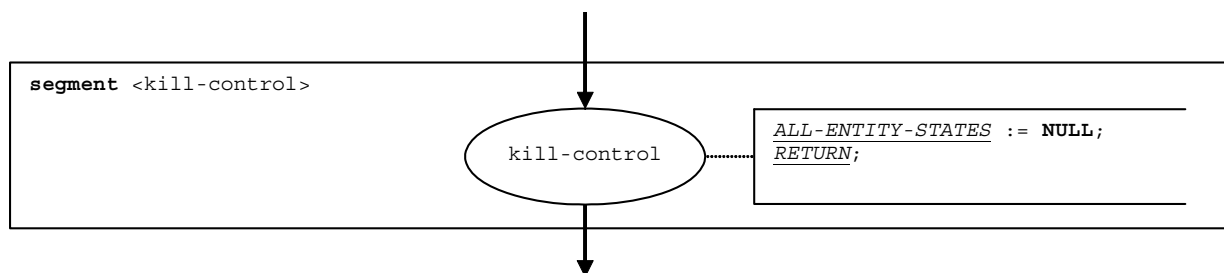 segment <kill-control>
kill-control
ALL-ENTITY-STATES := NULL;
RETURN;